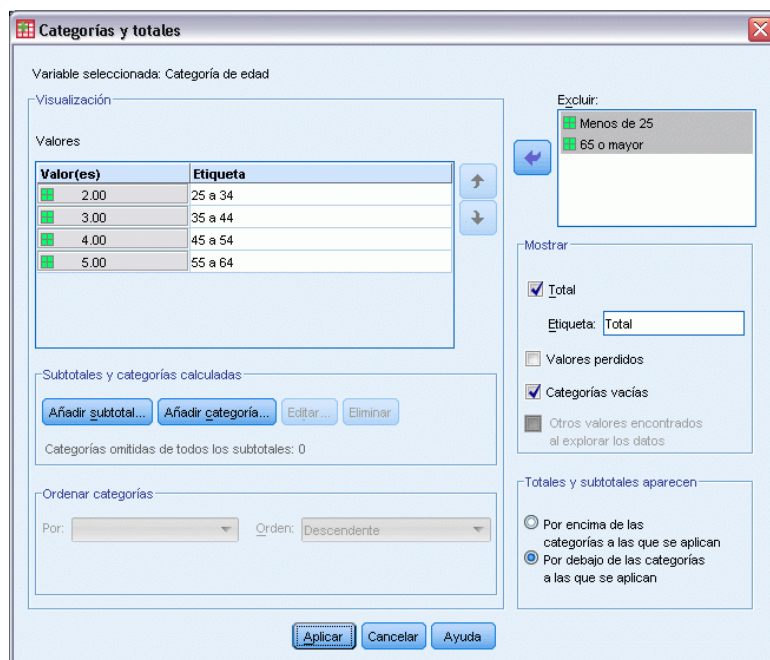 Categorías y totales
Variable seleccionada: Categoría de edad
Visualización
Valores
Valor(es) Etiqueta
2.00 25 a 34
3.00 35 a 44
4.00 45 a 54
5.00 55 a 64
Subtotales y categorías calculadas
Añadir subtotal... Añadir categoría... Editar... Eliminar
Categorías omitidas de todos los subtotales: 0
Ordenar categorías
Por: Orden: Descendente
Excluir:
Menos de 25
65 o mayor
Mostrar
Total
Etiqueta: Total
Valores perdidos
Categorías vacías
Otros valores encontrados
al explorar los datos
Totales y subtotales aparecen
Por encima de las
categorías a las que se aplican
Por debajo de las categorías
a las que se aplican
Aplicar Cancelar Ayuda